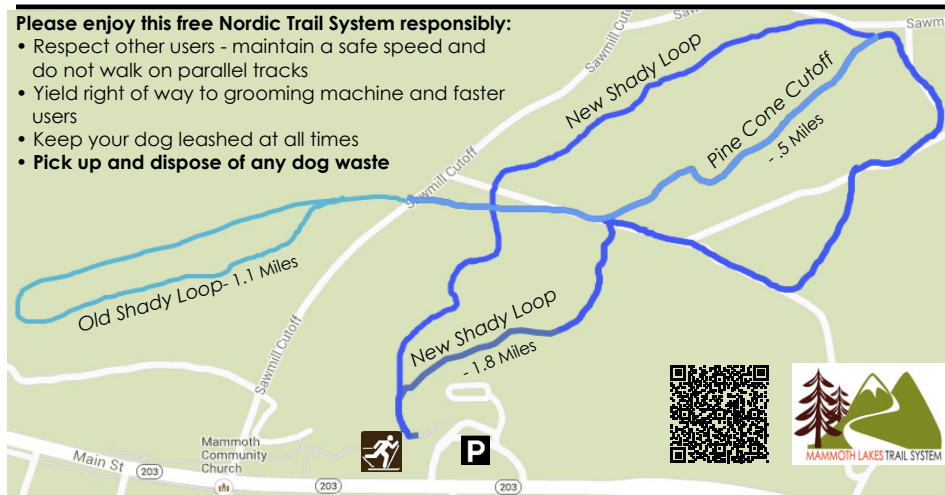 Please enjoy this free Nordic Trail System responsibly:
• Respect other users - maintain a safe speed and
do not walk on parallel tracks
• Yield right of way to grooming machine and faster
users
• Keep your dog leashed at all times
• Pick up and dispose of any dog waste
Sawmill Cutoff
Sawm
Sawm
New Shady Loop
Pine Cone Cutoff
- .5 Miles
Sawmill Cutoff
Old Shady Loop- 1.1 Miles
New Shady Loop
- 1.8 Miles
Sawmill Cutoff
Mammoth
Community
Church
P
Main St
203
203
203
MAMMOTH LAKES TRAIL SYSTEM